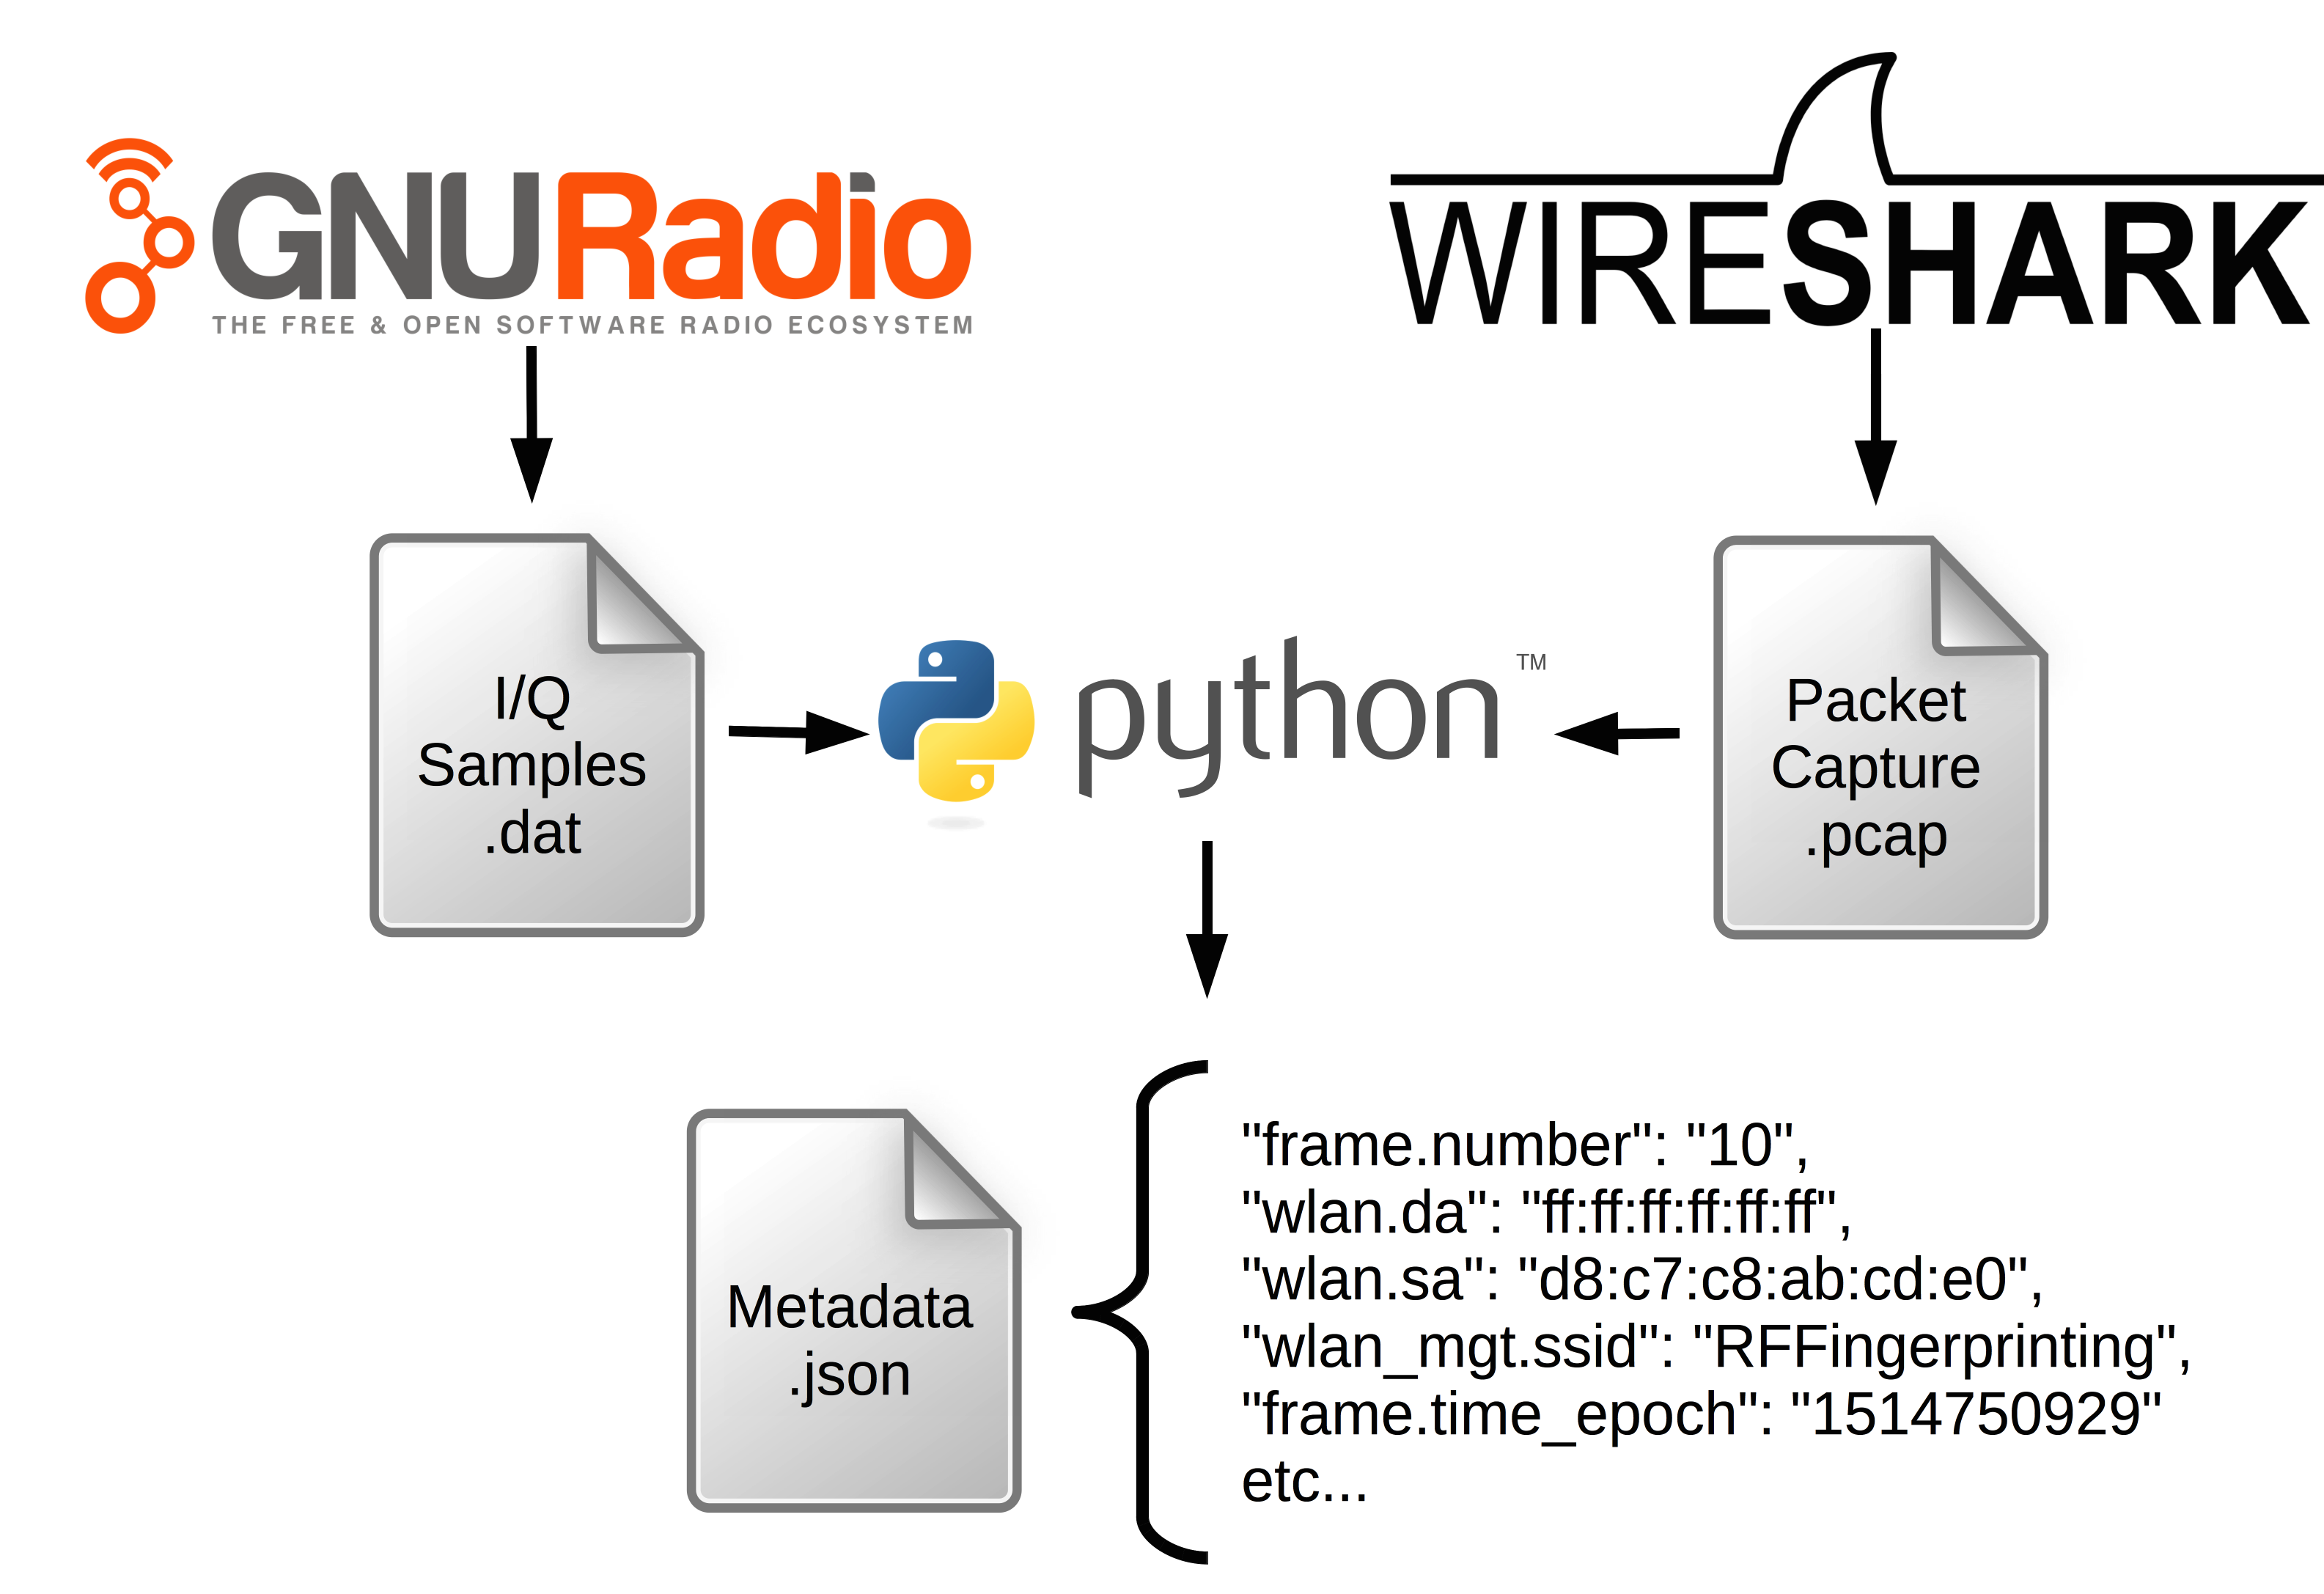 GNURadio
THE FREE & OPEN SOFTWARE RADIO ECOSYSTEM
WIRESHARK
I/Q
Samples
.dat
python TM
Packet
Capture
.pcap
Metadata
.json
"frame.number": "10",
"wlan.da": "ff:ff:ff:ff:ff:ff",
"wlan.sa": "d8:c7:c8:ab:cd:e0",
"wlan_mgt.ssid": "RFFingerprinting",
"frame.time_epoch": "1514750929"
etc...